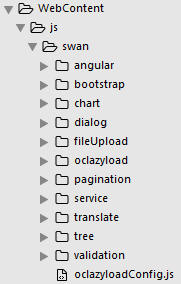 WebContent
js
swan
angular
bootstrap
chart
dialog
fileUpload
oclazyload
pagination
service
translate
tree
validation
oclazyloadConfig.js